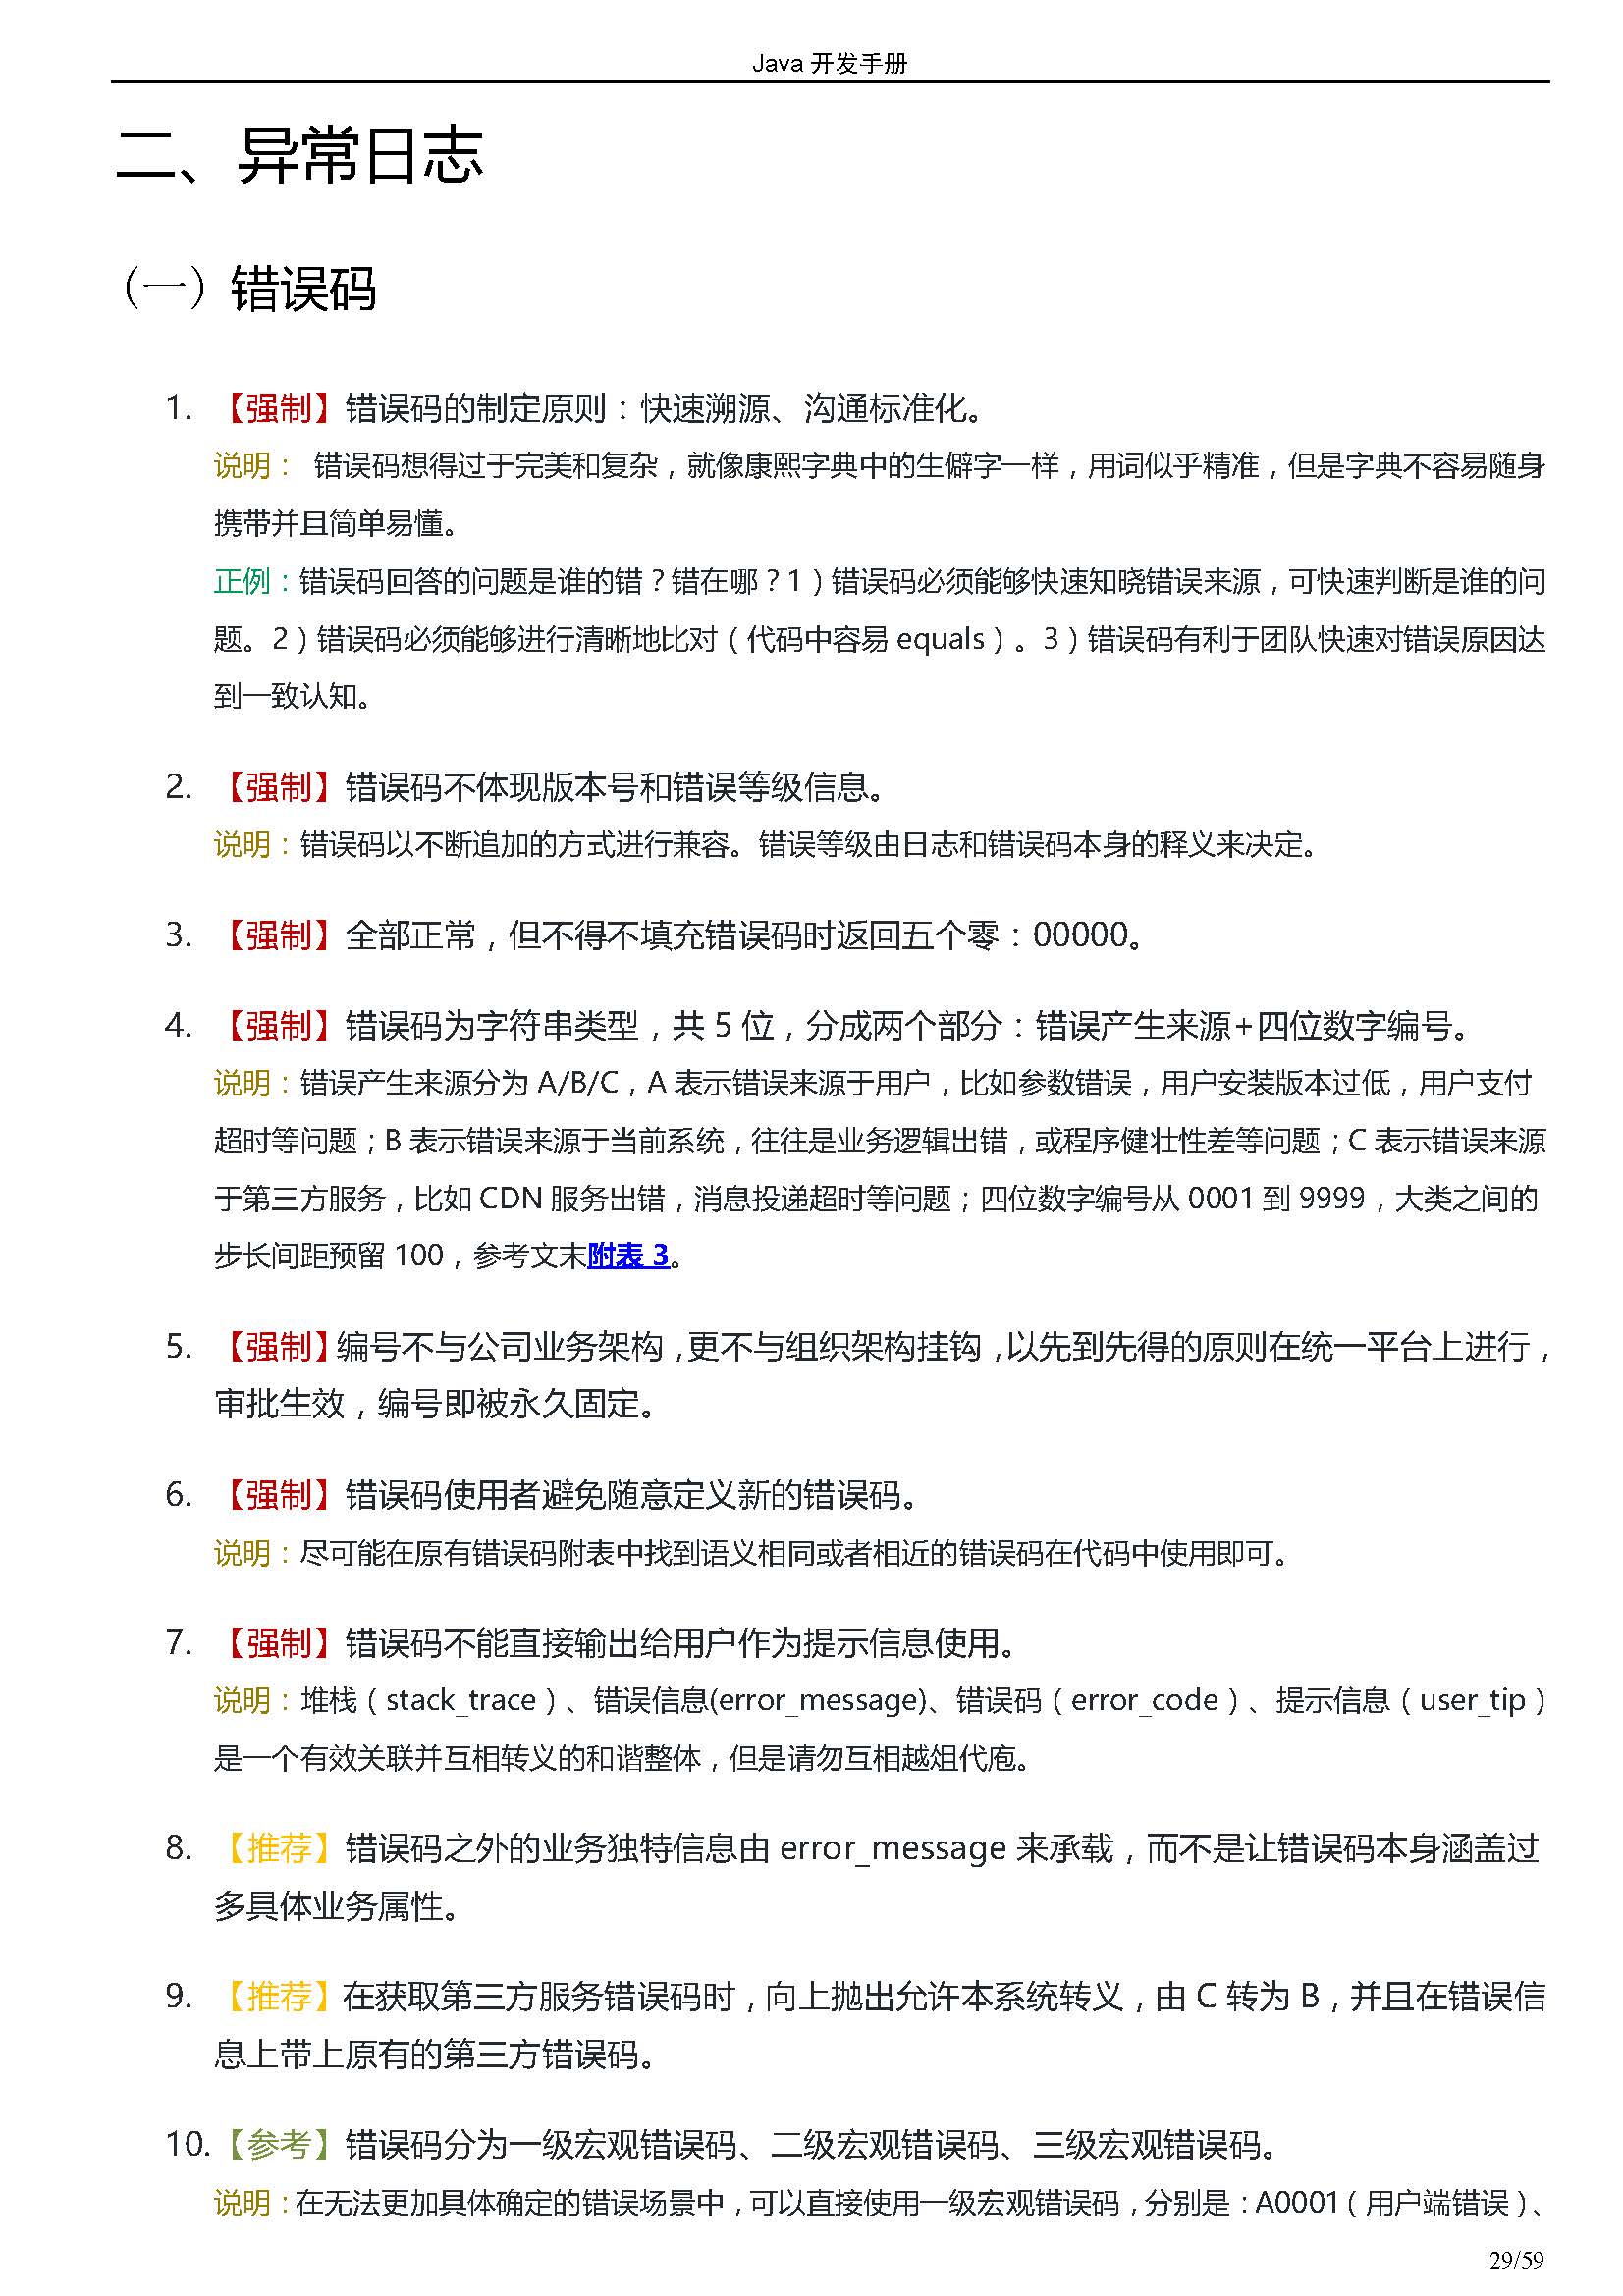 Java 开发手册
二、异常日志
（一）错误码
1. 【强制】错误码的制定原则：快速溯源、沟通标准化。
说明： 错误码想得过于完美和复杂，就像康熙字典中的生僻字一样，用词似乎精准，但是字典不容易随身
携带并且简单易懂。
正例：错误码回答的问题是谁的错？错在哪？1）错误码必须能够快速知晓错误来源，可快速判断是谁的问
题。2）错误码必须能够进行清晰地比对（代码中容易 equals）。3）错误码有利于团队快速对错误原因达
到一致认知。
2. 【强制】错误码不体现版本号和错误等级信息。
说明：错误码以不断追加的方式进行兼容。错误等级由日志和错误码本身的释义来决定。
3. 【强制】全部正常，但不得不填充错误码时返回五个零：00000。
4. 【强制】错误码为字符串类型，共 5 位，分成两个部分：错误产生来源+四位数字编号。
说明：错误产生来源分为 A/B/C，A 表示错误来源于用户，比如参数错误，用户安装版本过低，用户支付
超时等问题；B 表示错误来源于当前系统，往往是业务逻辑出错，或程序健壮性差等问题；C 表示错误来源
于第三方服务，比如 CDN 服务出错，消息投递超时等问题；四位数字编号从 0001 到 9999，大类之间的
步长间距预留 100，参考文末附表 3。
5. 【强制】编号不与公司业务架构，更不与组织架构挂钩，以先到先得的原则在统一平台上进行，
审批生效，编号即被永久固定。
6. 【强制】错误码使用者避免随意定义新的错误码。
说明：尽可能在原有错误码附表中找到语义相同或者相近的错误码在代码中使用即可。
7. 【强制】错误码不能直接输出给用户作为提示信息使用。
说明：堆栈（stack_trace）、错误信息(error_message)、错误码（error_code）、提示信息（user_tip）
是一个有效关联并互相转义的和谐整体，但是请勿互相越俎代庖。
8. 【推荐】错误码之外的业务独特信息由 error_message 来承载，而不是让错误码本身涵盖过
多具体业务属性。
9. 【推荐】在获取第三方服务错误码时，向上抛出允许本系统转义，由 C 转为 B，并且在错误信
息上带上原有的第三方错误码。
10. 【参考】错误码分为一级宏观错误码、二级宏观错误码、三级宏观错误码。
说明：在无法更加具体确定的错误场景中，可以直接使用一级宏观错误码，分别是：A0001（用户端错误）、
29/59